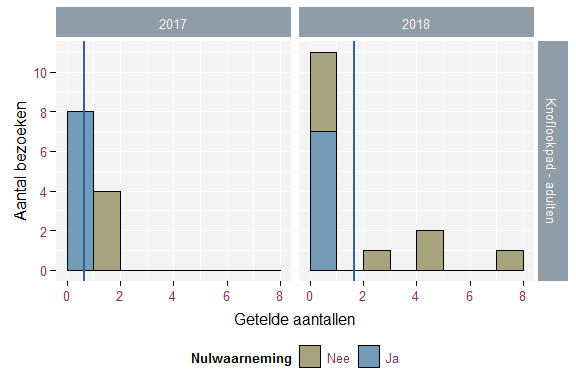 2017
2018
Aantal bezoeken
10
8
6
4
2
0
Knoflookpad - adulten
0 2 4 6 8
0 2 4 6 8
Getelde aantallen
Nulwaarneming Nee Ja